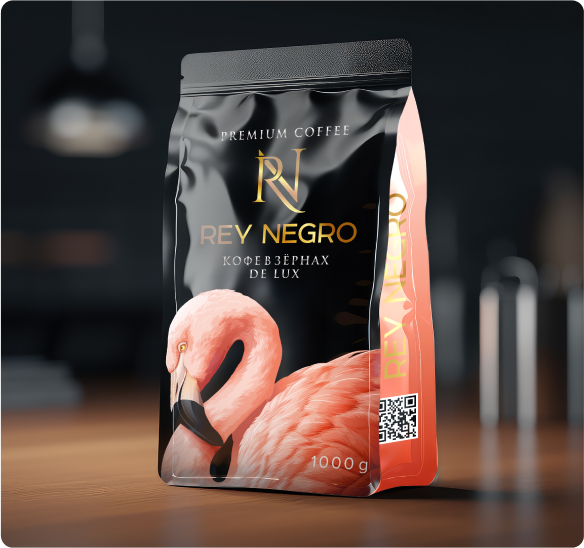 PREMIUM COFFEE
RN
REY NEGRO
КОФЕ В ЗЁРНАХ
DE LUX
1000 g
REY NEGRO